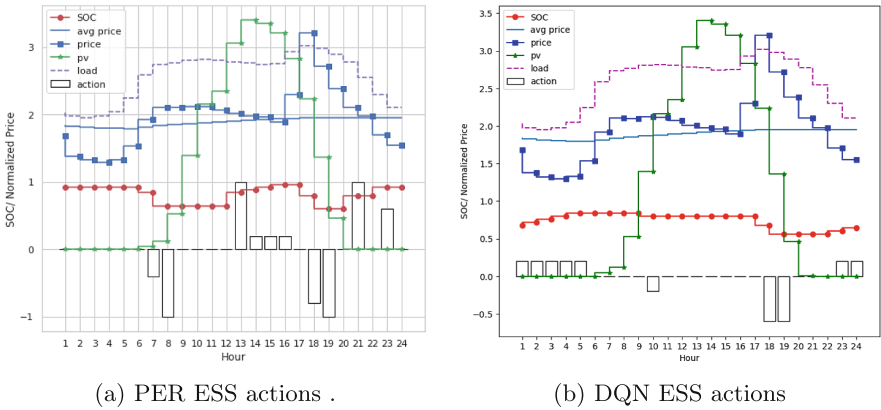 SOC
avg price
price
pv
load
action
3
2
1
0
−1
SOC/ Normalized Price
1 2 3 4 5 6 7 8 9 10 11 12 13 14 15 16 17 18 19 20 21 22 23 24
Hour
(a) PER ESS actions .
SOC
avg price
price
pv
load
action
3.5
3.0
2.5
2.0
1.5
1.0
0.5
0.0
−0.5
SOC/ Normalized Price
1 2 3 4 5 6 7 8 9 10 11 12 13 14 15 16 17 18 19 20 21 22 23 24
Hour
(b) DQN ESS actions